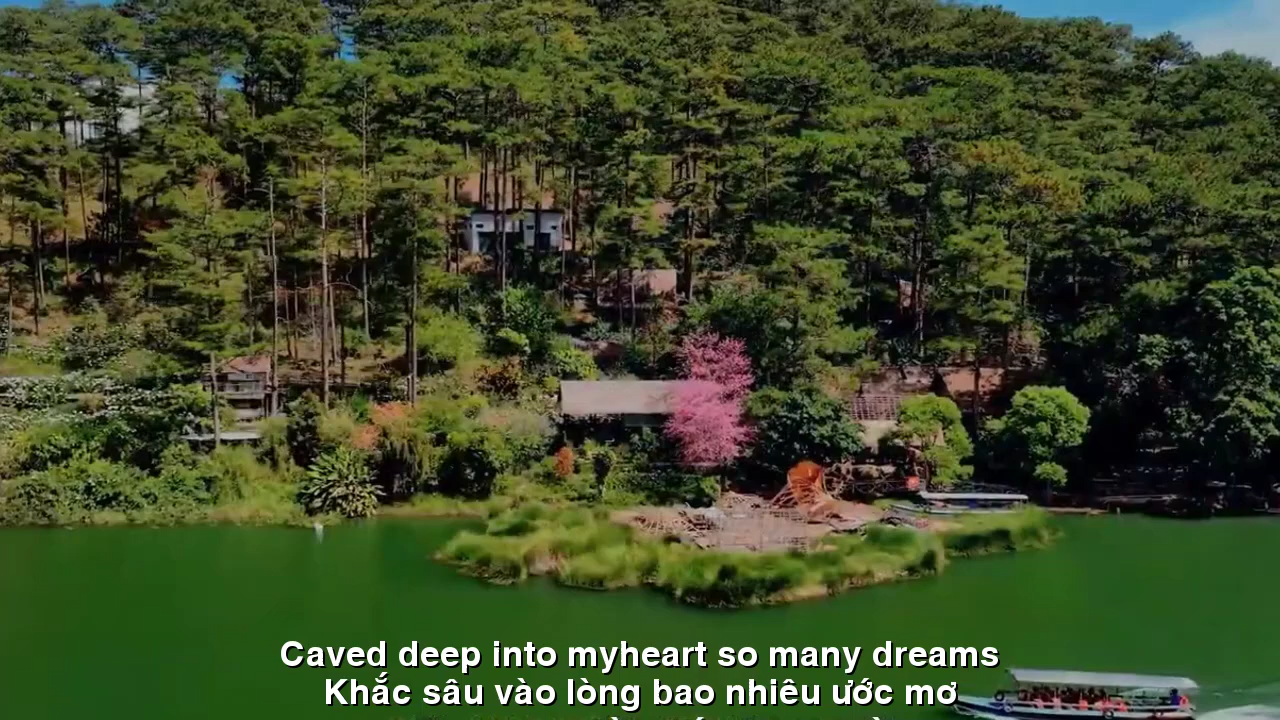 Caved deep into myheart so many dreams
Khắc sâu vào lòng bao nhiêu ước mơ